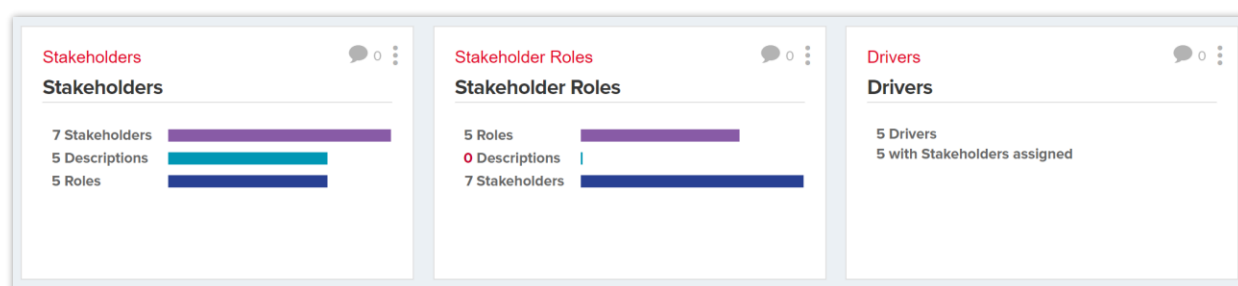 Stakeholders
0
Stakeholders
7 Stakeholders
5 Descriptions
5 Roles
Stakeholder Roles
0
Stakeholder Roles
5 Roles
0 Descriptions
7 Stakeholders
Drivers
0
Drivers
5 Drivers
5 with Stakeholders assigned